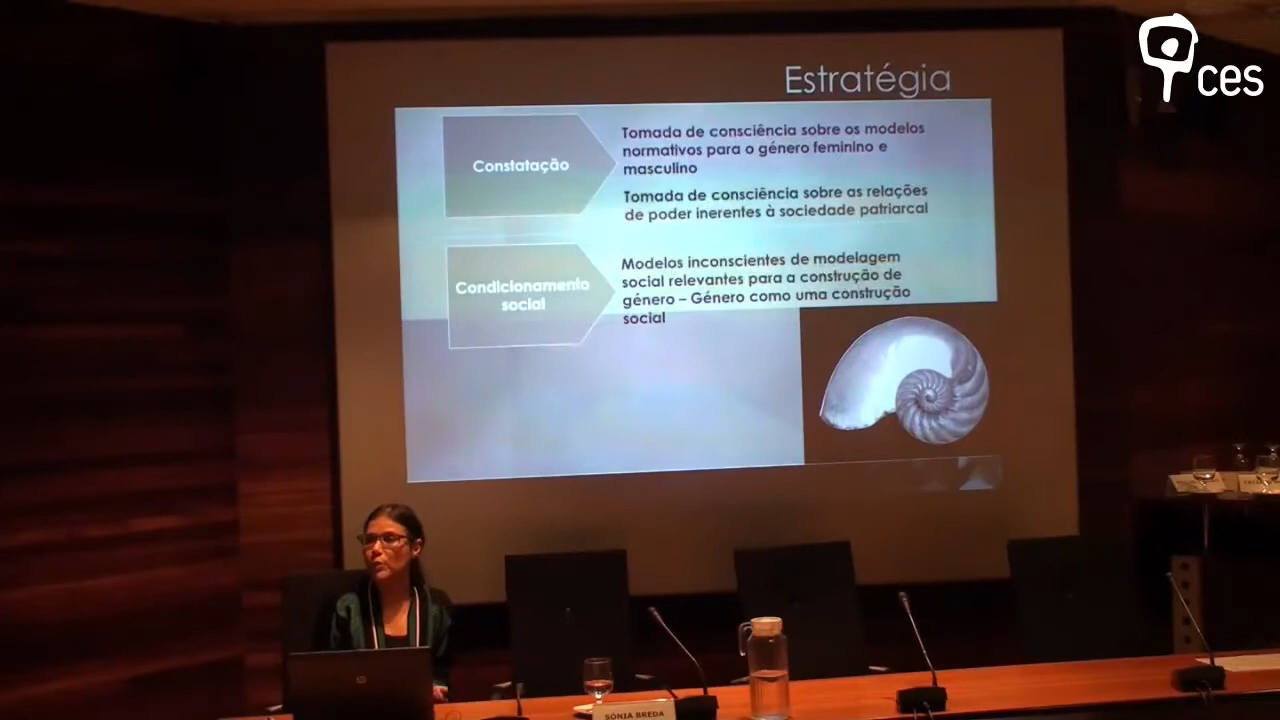 ces
Estratégia
Constatação
Tomada de consciência sobre os modelos
normativos para o género feminino e
masculino
Tomada de consciência sobre as relações
de poder inerentes à sociedade patriarcal
Condicionamento
social
Modelos inconscientes de modelagem
social relevantes para a construção de
género – Género como uma construção
social
SÓNIA BREDA